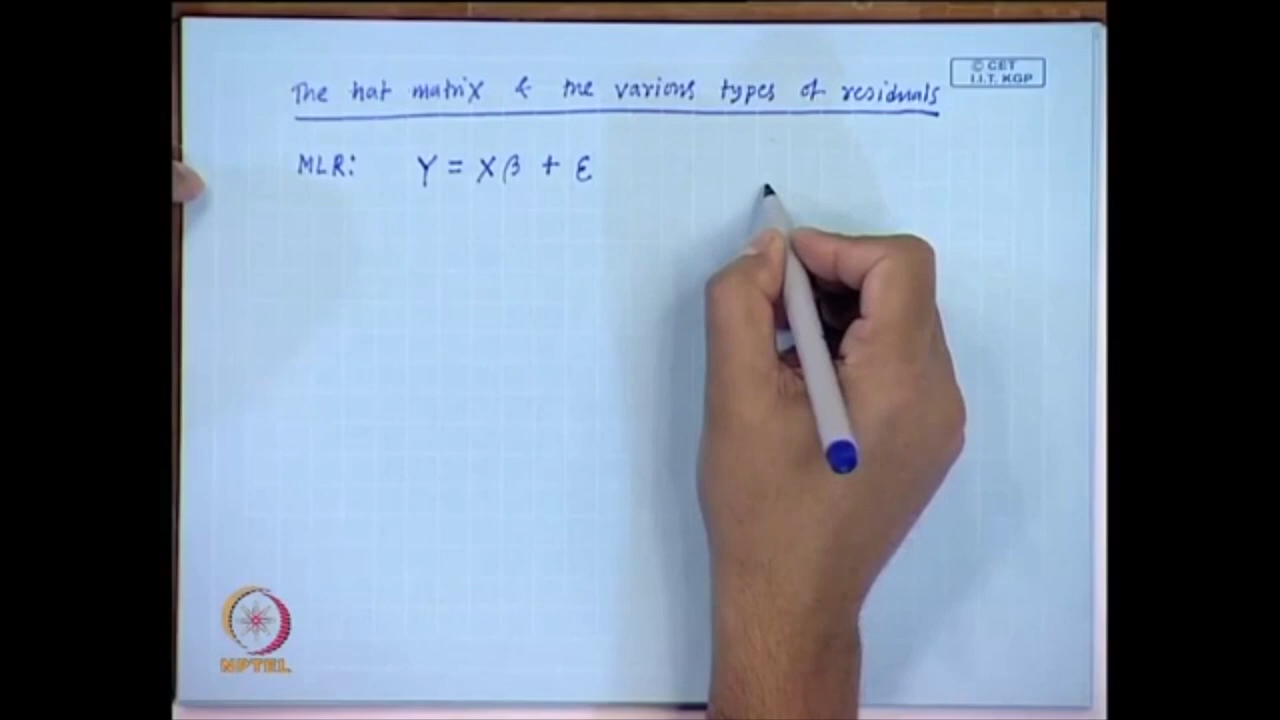 The hat matrix & the various types of residuals
© CET
I.I.T. KGP
MLR: Y = Xβ + ε
NPTEL